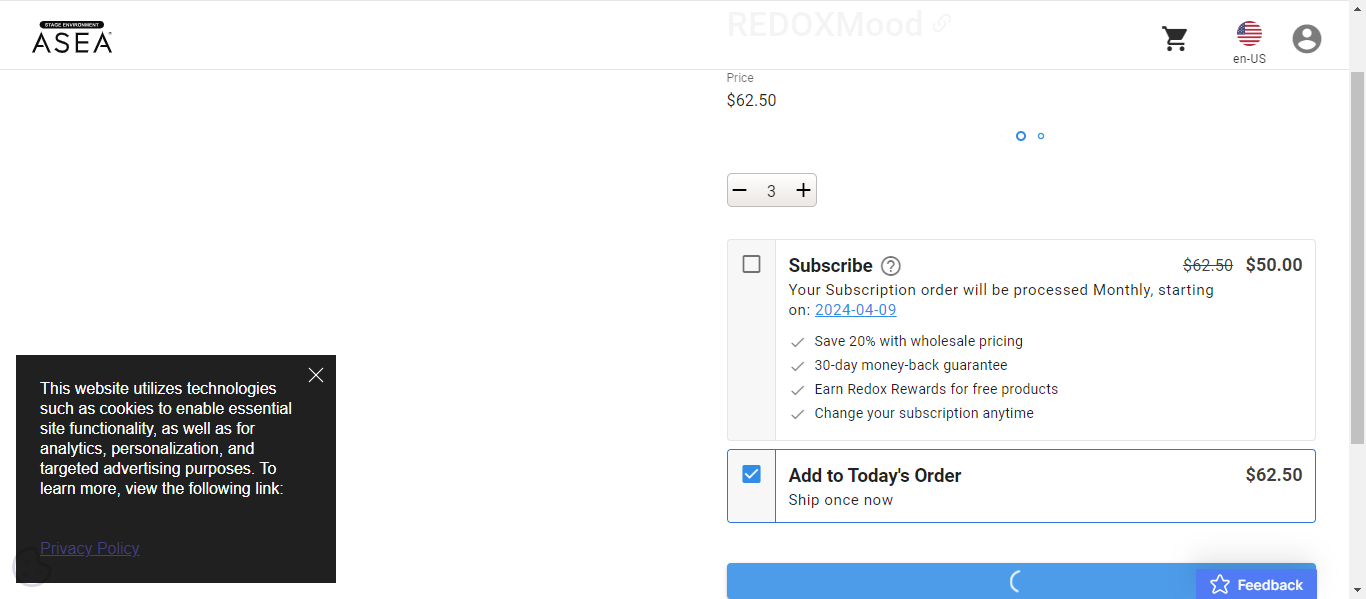 STAGE ENVIRONMENT
ASEA
REDOXMood
en-US
Price
$62.50
3
Subscribe
$62.50 $50.00
Your Subscription order will be processed Monthly, starting
on: 2024-04-09
Save 20% with wholesale pricing
30-day money-back guarantee
Earn Redox Rewards for free products
Change your subscription anytime
Add to Today's Order
$62.50
Ship once now
This website utilizes technologies
such as cookies to enable essential
site functionality, as well as for
analytics, personalization, and
targeted advertising purposes. To
learn more, view the following link:
Privacy Policy
Feedback